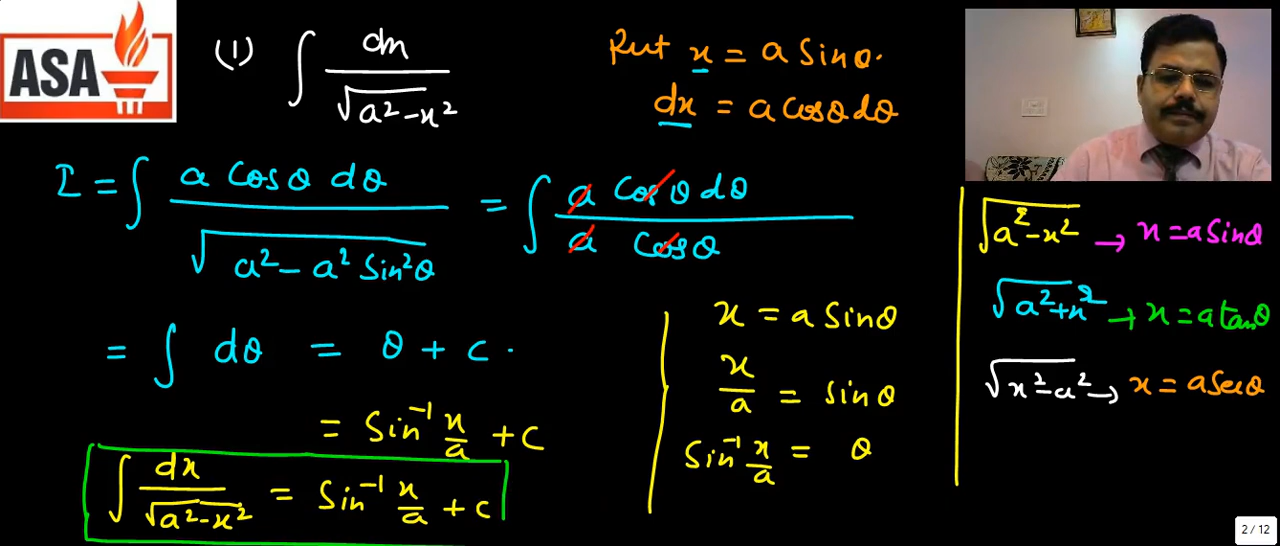 ASA
(1) ∫ dx / √(a²-x²)
Put x = a Sinθ.
dx = a Cosθ dθ
I = ∫ a Cosθ dθ / √(a² - a² Sin²θ) = ∫ a Cosθ dθ / a Cosθ
= ∫ dθ = θ + c.
= Sin⁻¹ x/a + c
∫ dx / √(a²-x²) = Sin⁻¹ x/a + c
x = a Sinθ
x/a = Sinθ
Sin⁻¹ x/a = θ
√(a²-x²) → x = a Sinθ
√(a²+x²) → x = a tanθ
√(x²-a²) → x = a Secθ
2 / 12